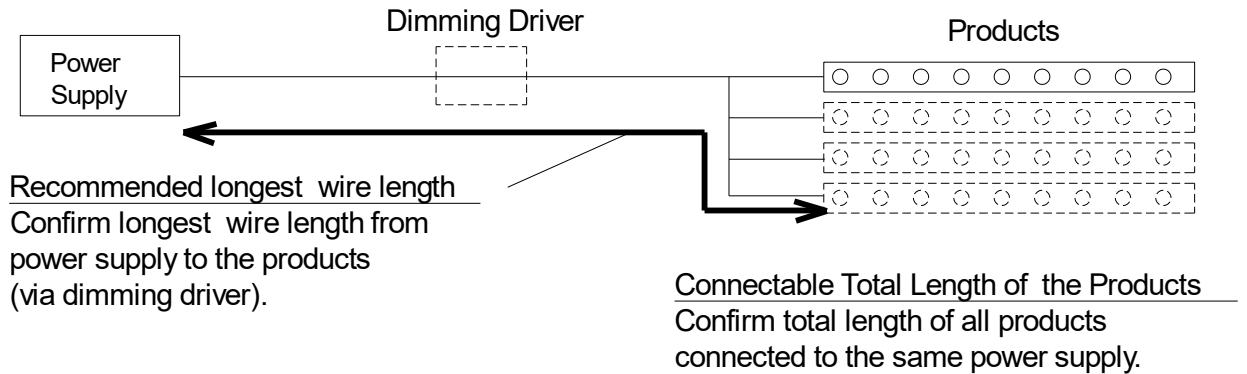 Dimming Driver
Products
Power
Supply
Recommended longest wire length
Confirm longest wire length from
power supply to the products
(via dimming driver).
Connectable Total Length of the Products
Confirm total length of all products
connected to the same power supply.